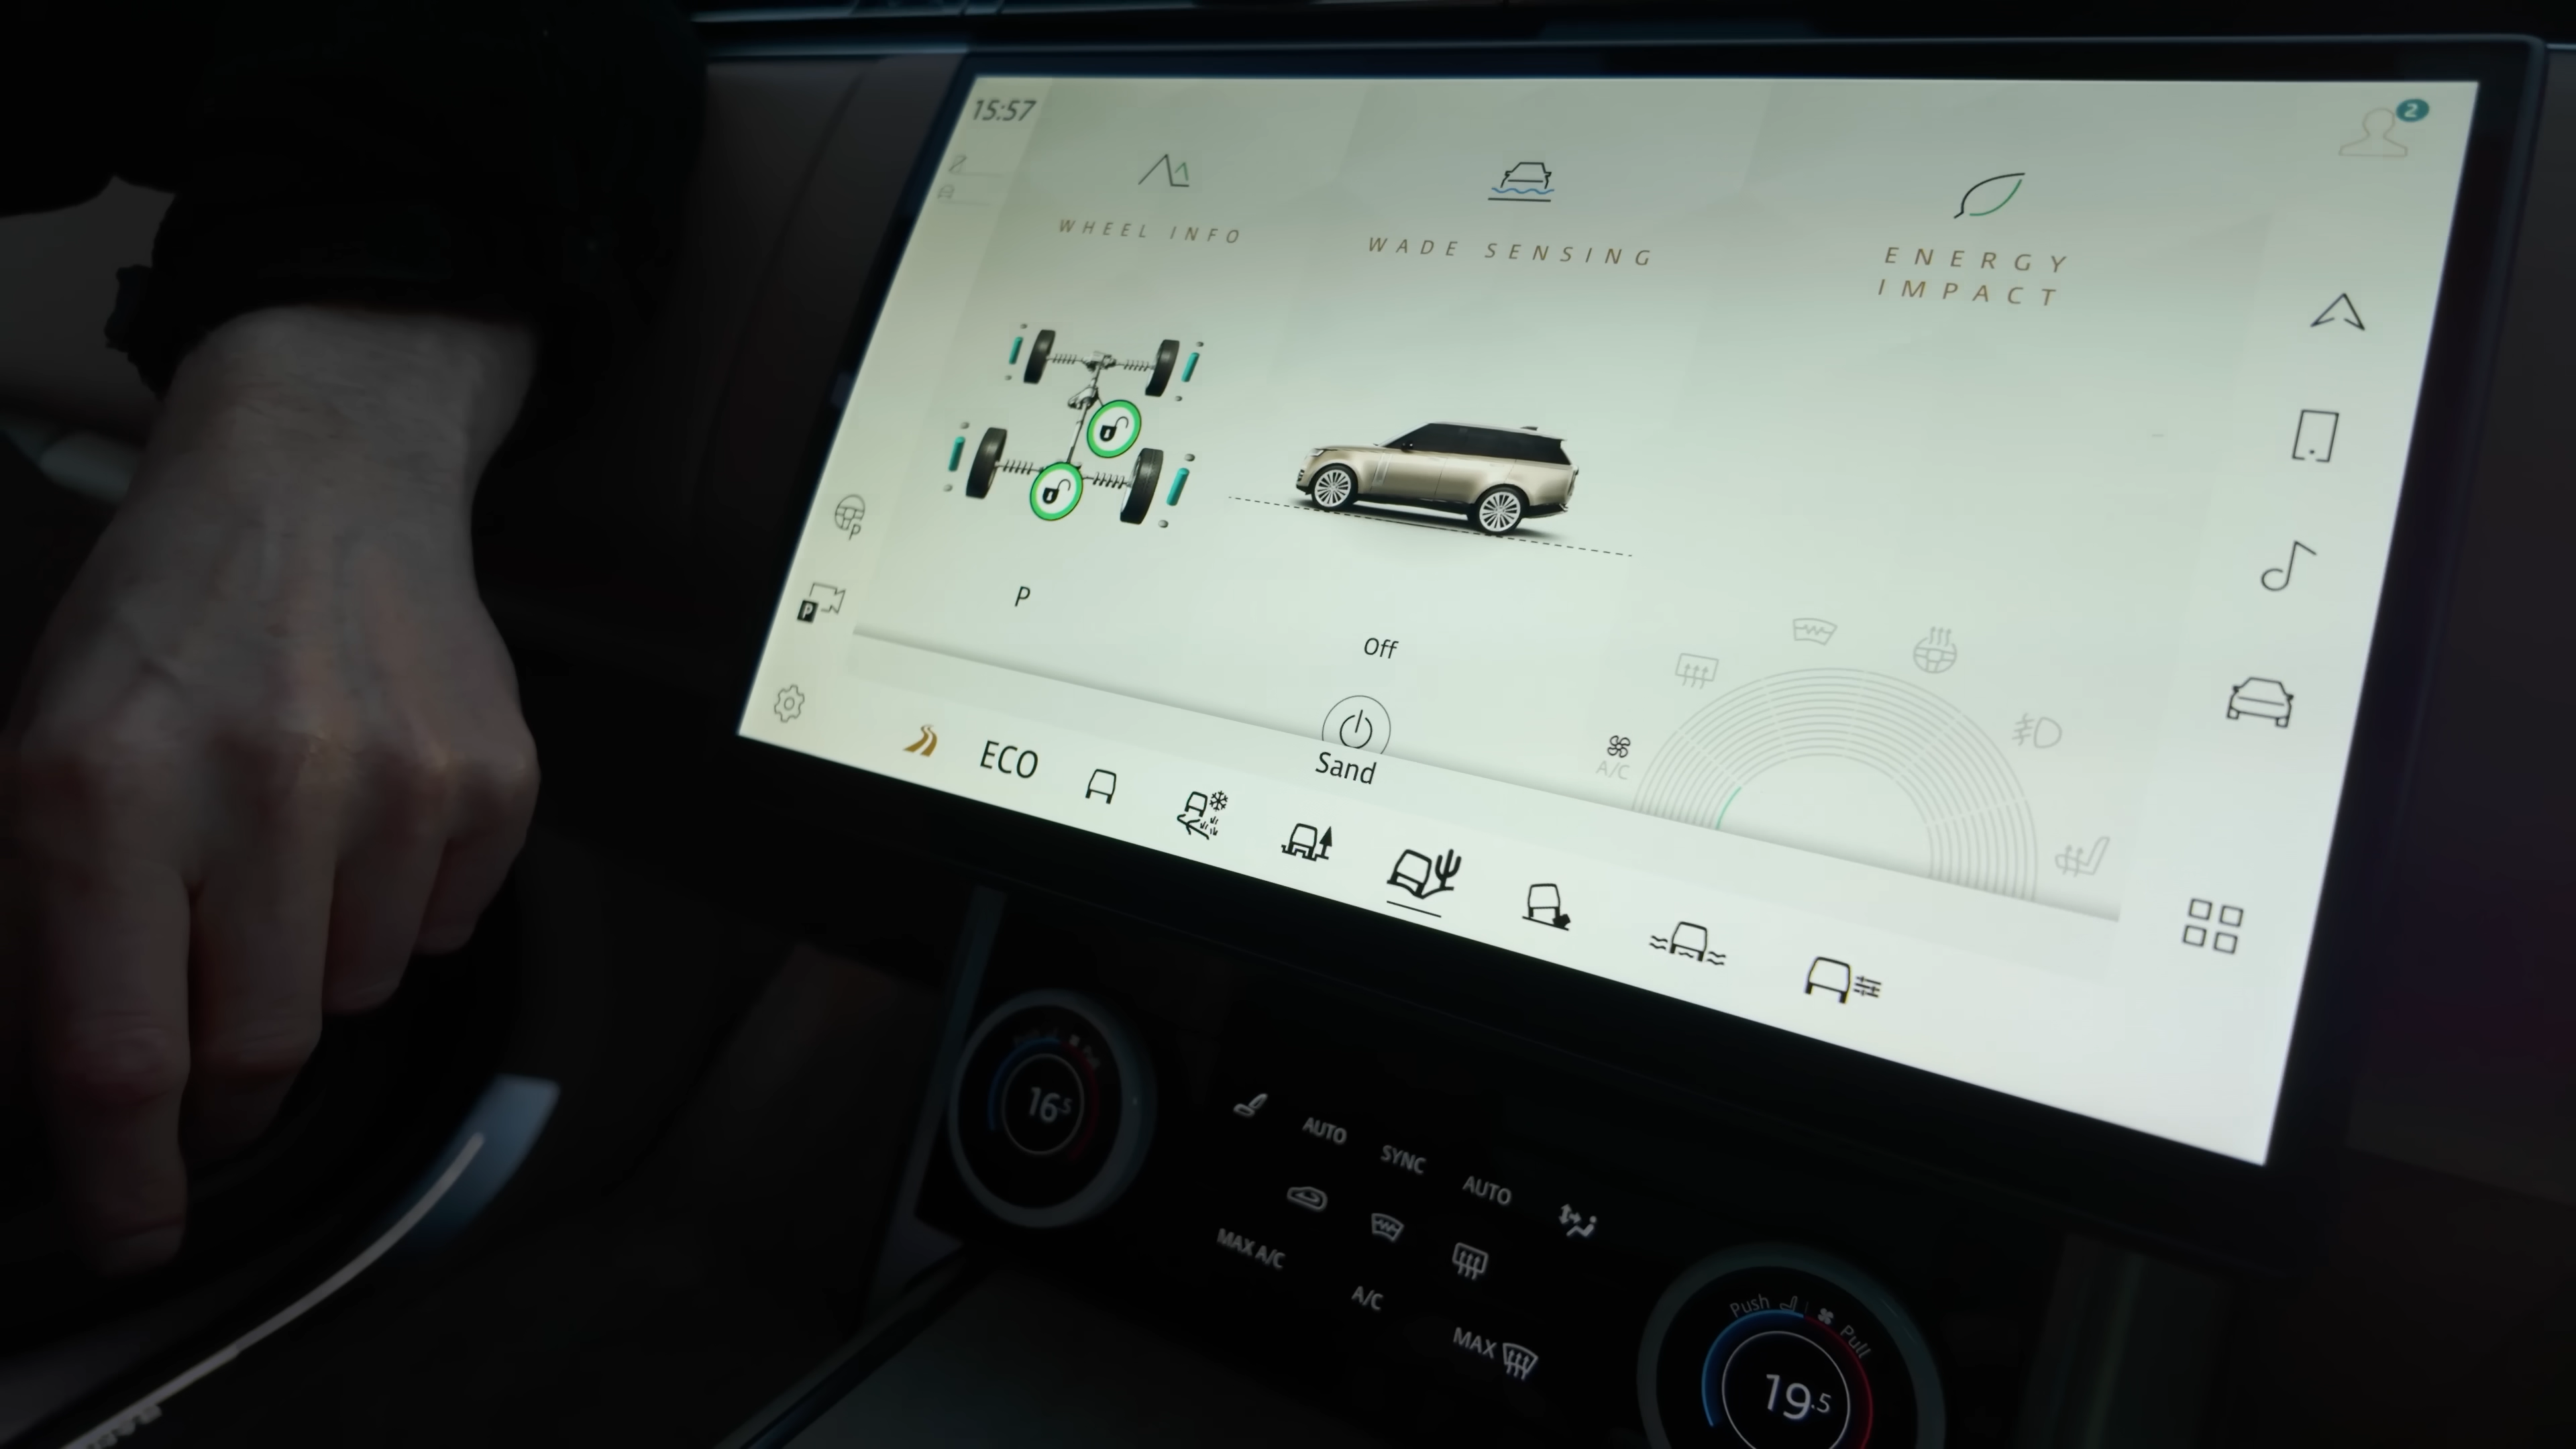 15:57
2
WHEEL INFO
WADE SENSING
ENERGY
IMPACT
P
P
P
Off
Sand
ECO
A/C
16.5
AUTO
SYNC
AUTO
MAX A/C
A/C
MAX
Push
Pull
19.5